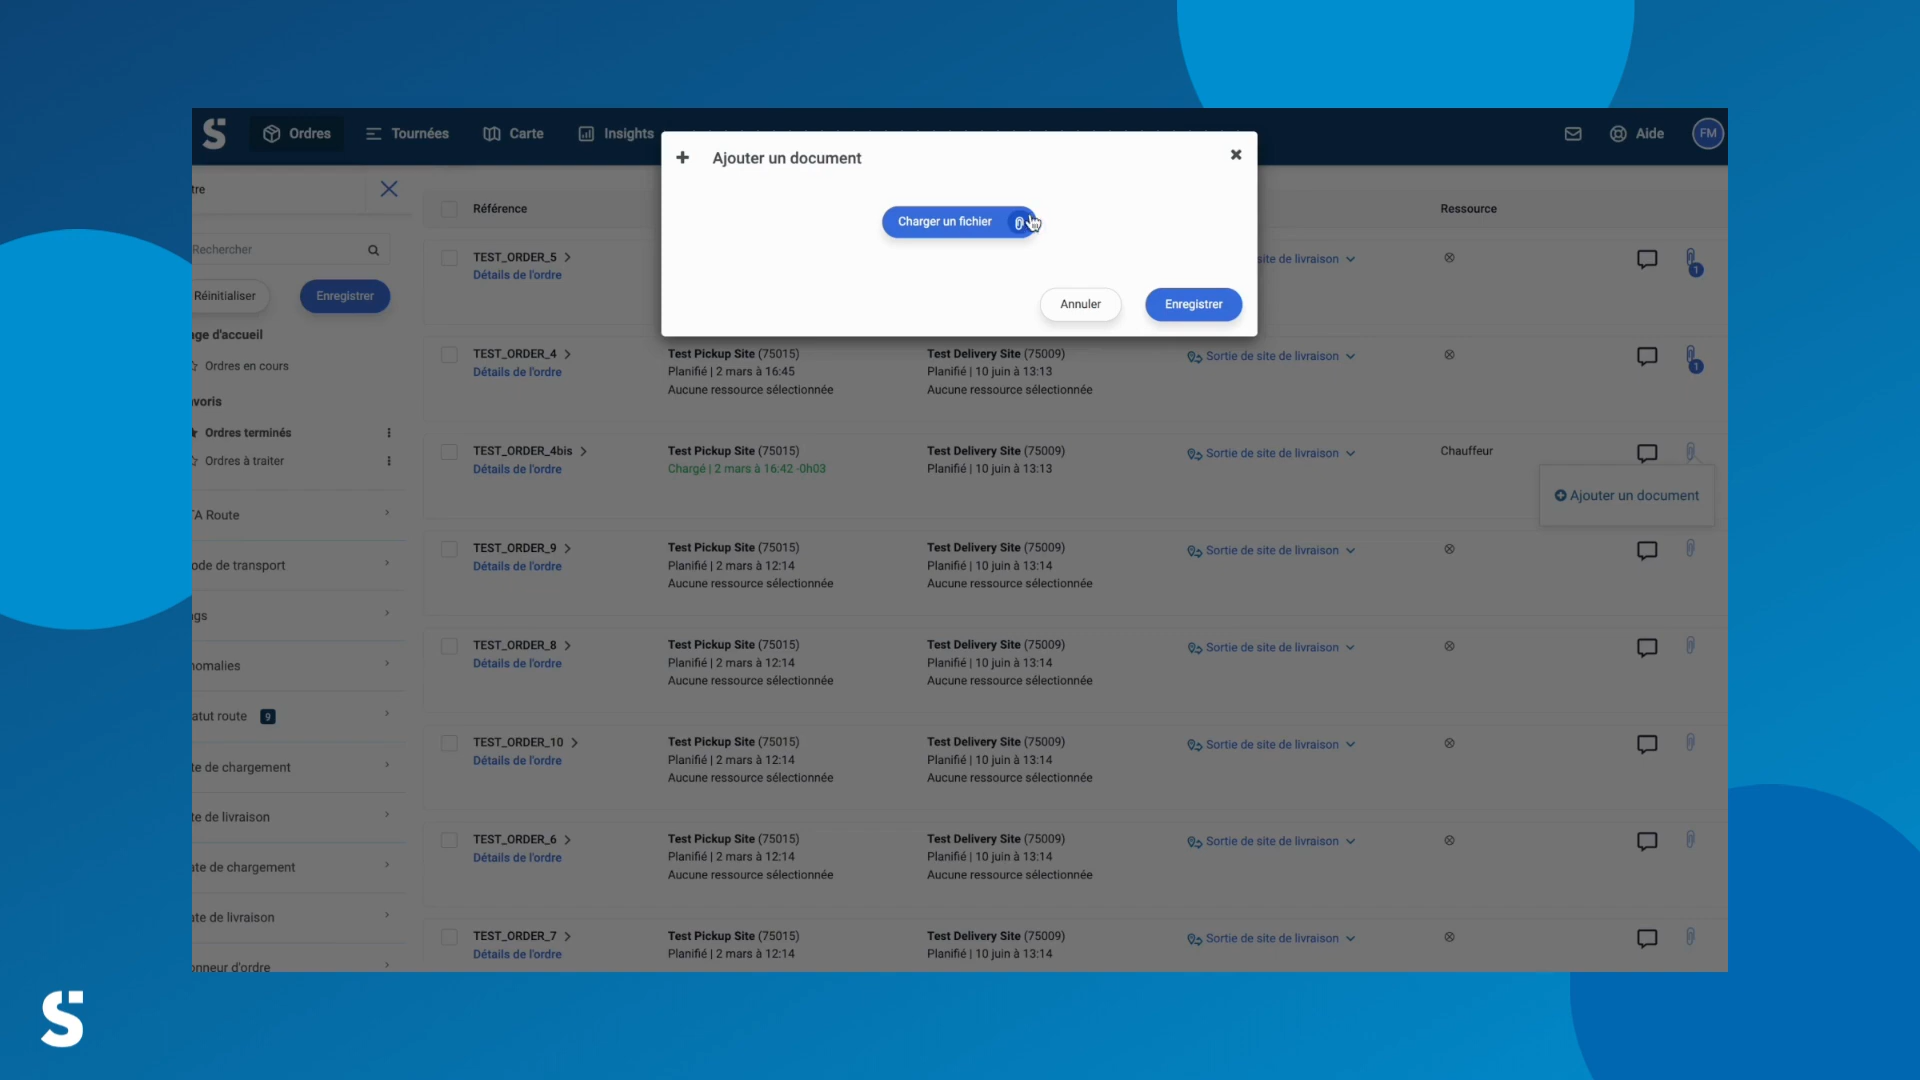 Ordres
Tournées
Carte
Insights
Aide
FM
Ajouter un document
Charger un fichier
Annuler
Enregistrer
tre
Rechercher
Réinitialiser
Enregistrer
age d'accueil
Ordres en cours
voris
Ordres terminés
Ordres à traiter
TA Route
ode de transport
ags
nomalies
atut route 9
te de chargement
te de livraison
ate de chargement
ate de livraison
onneur d'ordre
Référence
Ressource
TEST_ORDER_5
Détails de l'ordre
site de livraison
1
TEST_ORDER_4
Détails de l'ordre
Test Pickup Site (75015)
Planifié | 2 mars à 16:45
Aucune ressource sélectionnée
Test Delivery Site (75009)
Planifié | 10 juin à 13:13
Aucune ressource sélectionnée
Sortie de site de livraison
1
TEST_ORDER_4bis
Détails de l'ordre
Test Pickup Site (75015)
Chargé | 2 mars à 16:42 -0h03
Test Delivery Site (75009)
Planifié | 10 juin à 13:13
Sortie de site de livraison
Chauffeur
Ajouter un document
TEST_ORDER_9
Détails de l'ordre
Test Pickup Site (75015)
Planifié | 2 mars à 12:14
Aucune ressource sélectionnée
Test Delivery Site (75009)
Planifié | 10 juin à 13:14
Aucune ressource sélectionnée
Sortie de site de livraison
TEST_ORDER_8
Détails de l'ordre
Test Pickup Site (75015)
Planifié | 2 mars à 12:14
Aucune ressource sélectionnée
Test Delivery Site (75009)
Planifié | 10 juin à 13:14
Aucune ressource sélectionnée
Sortie de site de livraison
TEST_ORDER_10
Détails de l'ordre
Test Pickup Site (75015)
Planifié | 2 mars à 12:14
Aucune ressource sélectionnée
Test Delivery Site (75009)
Planifié | 10 juin à 13:14
Aucune ressource sélectionnée
Sortie de site de livraison
TEST_ORDER_6
Détails de l'ordre
Test Pickup Site (75015)
Planifié | 2 mars à 12:14
Aucune ressource sélectionnée
Test Delivery Site (75009)
Planifié | 10 juin à 13:14
Aucune ressource sélectionnée
Sortie de site de livraison
TEST_ORDER_7
Détails de l'ordre
Test Pickup Site (75015)
Planifié | 2 mars à 12:14
Test Delivery Site (75009)
Planifié | 10 juin à 13:14
Sortie de site de livraison